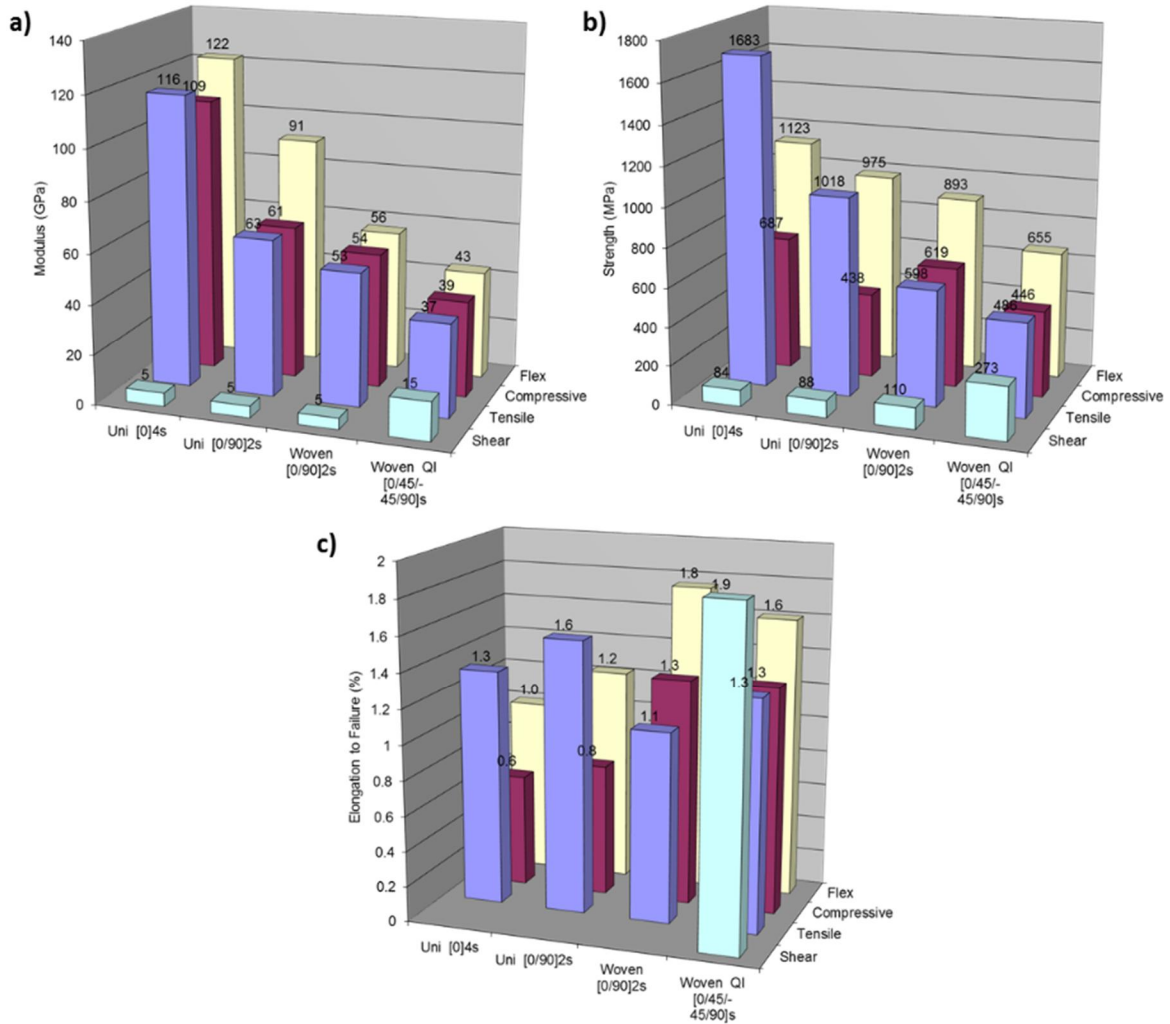 a)
Modulus (GPa)
140
120
100
80
60
40
20
0
122
116
109
91
63
61
56
53
54
43
39
37
5
5
5
15
Flex
Compressive
Tensile
Shear
Uni [0]4s
Uni [0/90]2s
Woven
[0/90]2s
Woven QI
[0/45/-
45/90]s
b)
Strength (MPa)
1800
1600
1400
1200
1000
800
600
400
200
0
1683
1123
1018
975
893
687
438
619
598
655
446
486
84
88
110
273
Flex
Compressive
Tensile
Shear
Uni [0]4s
Uni [0/90]2s
Woven
[0/90]2s
Woven QI
[0/45/-
45/90]s
c)
Elongation to Failure (%)
2
1.8
1.6
1.4
1.2
1
0.8
0.6
0.4
0.2
0
1.3
1.0
0.6
1.6
1.2
0.8
1.8
1.3
1.1
1.9
1.6
1.3
1.3
Flex
Compressive
Tensile
Shear
Uni [0]4s
Uni [0/90]2s
Woven
[0/90]2s
Woven QI
[0/45/-
45/90]s